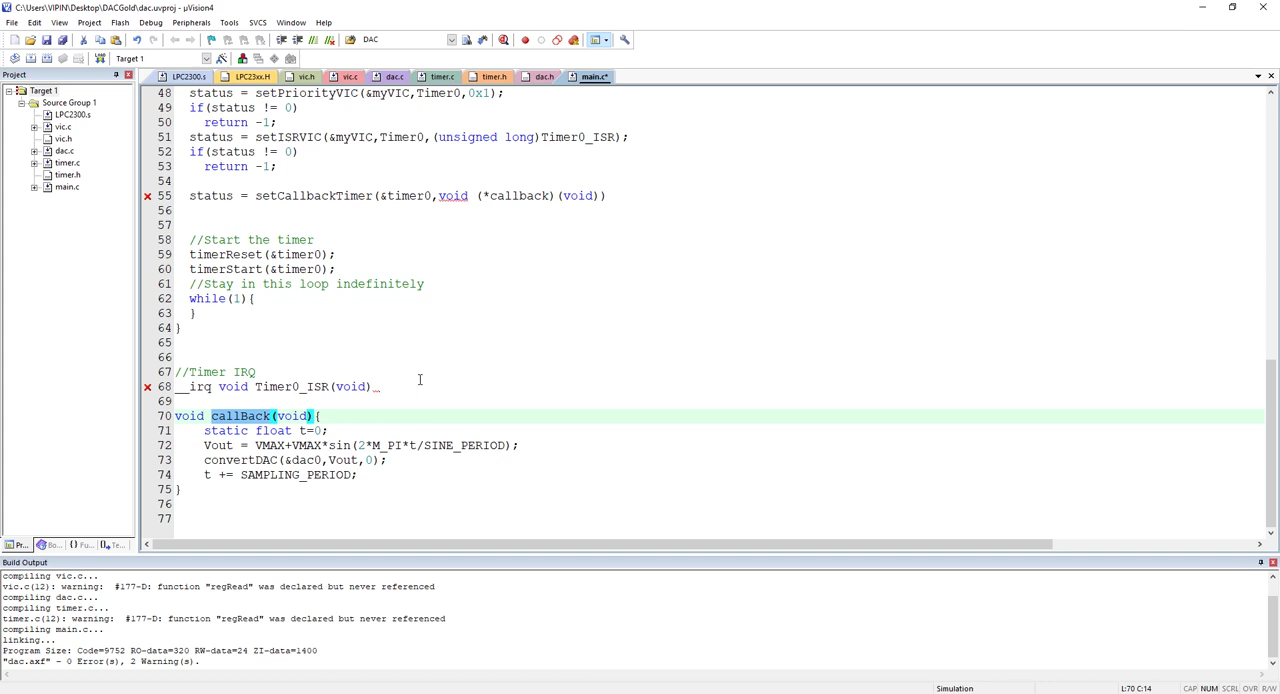 C:\Users\VIPIN\Desktop\DACGold\dac.uvproj - µVision4
File Edit View Project Flash Debug Peripherals Tools SVCS Window Help
DAC
Target 1
Project
LPC2300.s LPC23xx.H vic.h vic.c dac.c timer.c timer.h dac.h main.c*
Target 1
Source Group 1
LPC2300.s
vic.c
vic.h
dac.c
timer.c
timer.h
main.c
48 status = setPriorityVIC(&myVIC,Timer0,0x1);
49 if(status != 0)
50 return -1;
51 status = setISRVIC(&myVIC,Timer0,(unsigned long)Timer0_ISR);
52 if(status != 0)
53 return -1;
54
55 status = setCallbackTimer(&timer0,void (*callback)(void))
56
57
58 //Start the timer
59 timerReset(&timer0);
60 timerStart(&timer0);
61 //Stay in this loop indefinitely
62 while(1){
63 }
64 }
65
66
67 //Timer IRQ
68 __irq void Timer0_ISR(void)
69
70 void callBack(void){
71 static float t=0;
72 Vout = VMAX+VMAX*sin(2*M_PI*t/SINE_PERIOD);
73 convertDAC(&dac0,Vout,0);
74 t += SAMPLING_PERIOD;
75 }
76
77
Pr... Bo... {} Fu... Te...
Build Output
compiling vic.c...
vic.c(12): warning: #177-D: function "regRead" was declared but never referenced
compiling dac.c...
compiling timer.c...
timer.c(12): warning: #177-D: function "regRead" was declared but never referenced
compiling main.c...
linking...
Program Size: Code=9752 RO-data=320 RW-data=24 ZI-data=1400
"dac.axf" - 0 Error(s), 2 Warning(s).
Simulation L:70 C:14 CAP NUM SCRL OVR R/W